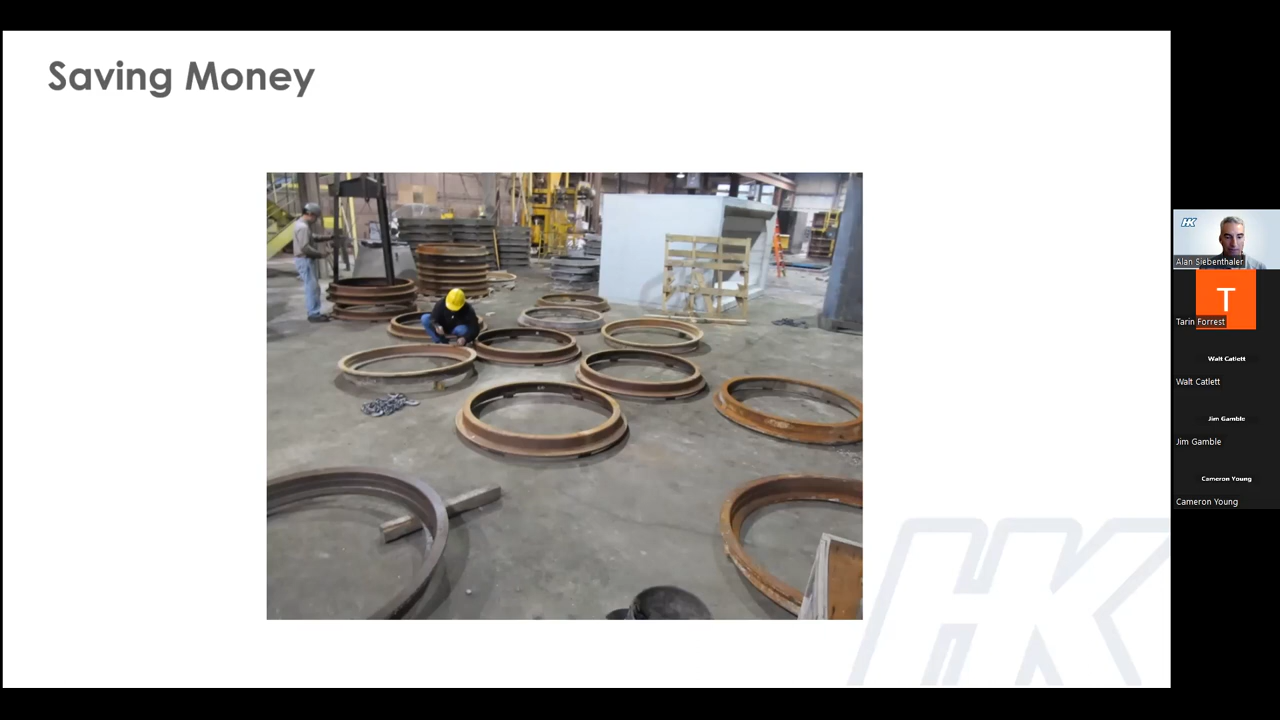 Saving Money
HK
Alan Siebenthaler
T
Tarin Forrest
Walt Catlett
Walt Catlett
Jim Gamble
Jim Gamble
Cameron Young
Cameron Young
HK